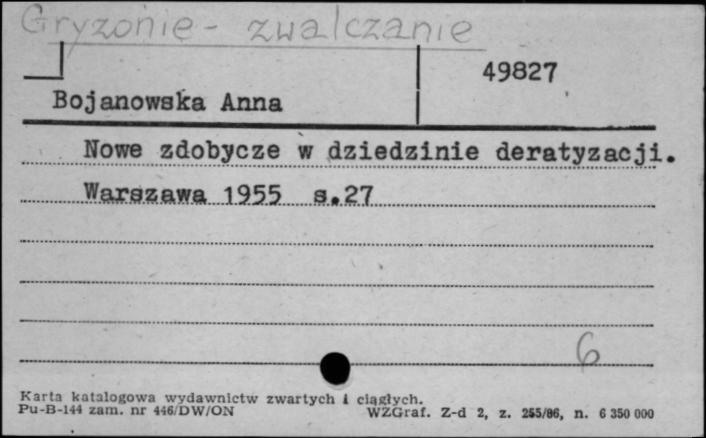 Gryzonie - zwalczanie
49827
Bojanowska Anna
Nowe zdobycze w dziedzinie deratyzacji.
Warszawa 1955 s.27
6
Karta katalogowa wydawnictw zwartych i ciągłych.
Pu-B-144 zam. nr 446/DW/ON WZGraf. Z-d 2, z. 255/86, n. 6 350 000